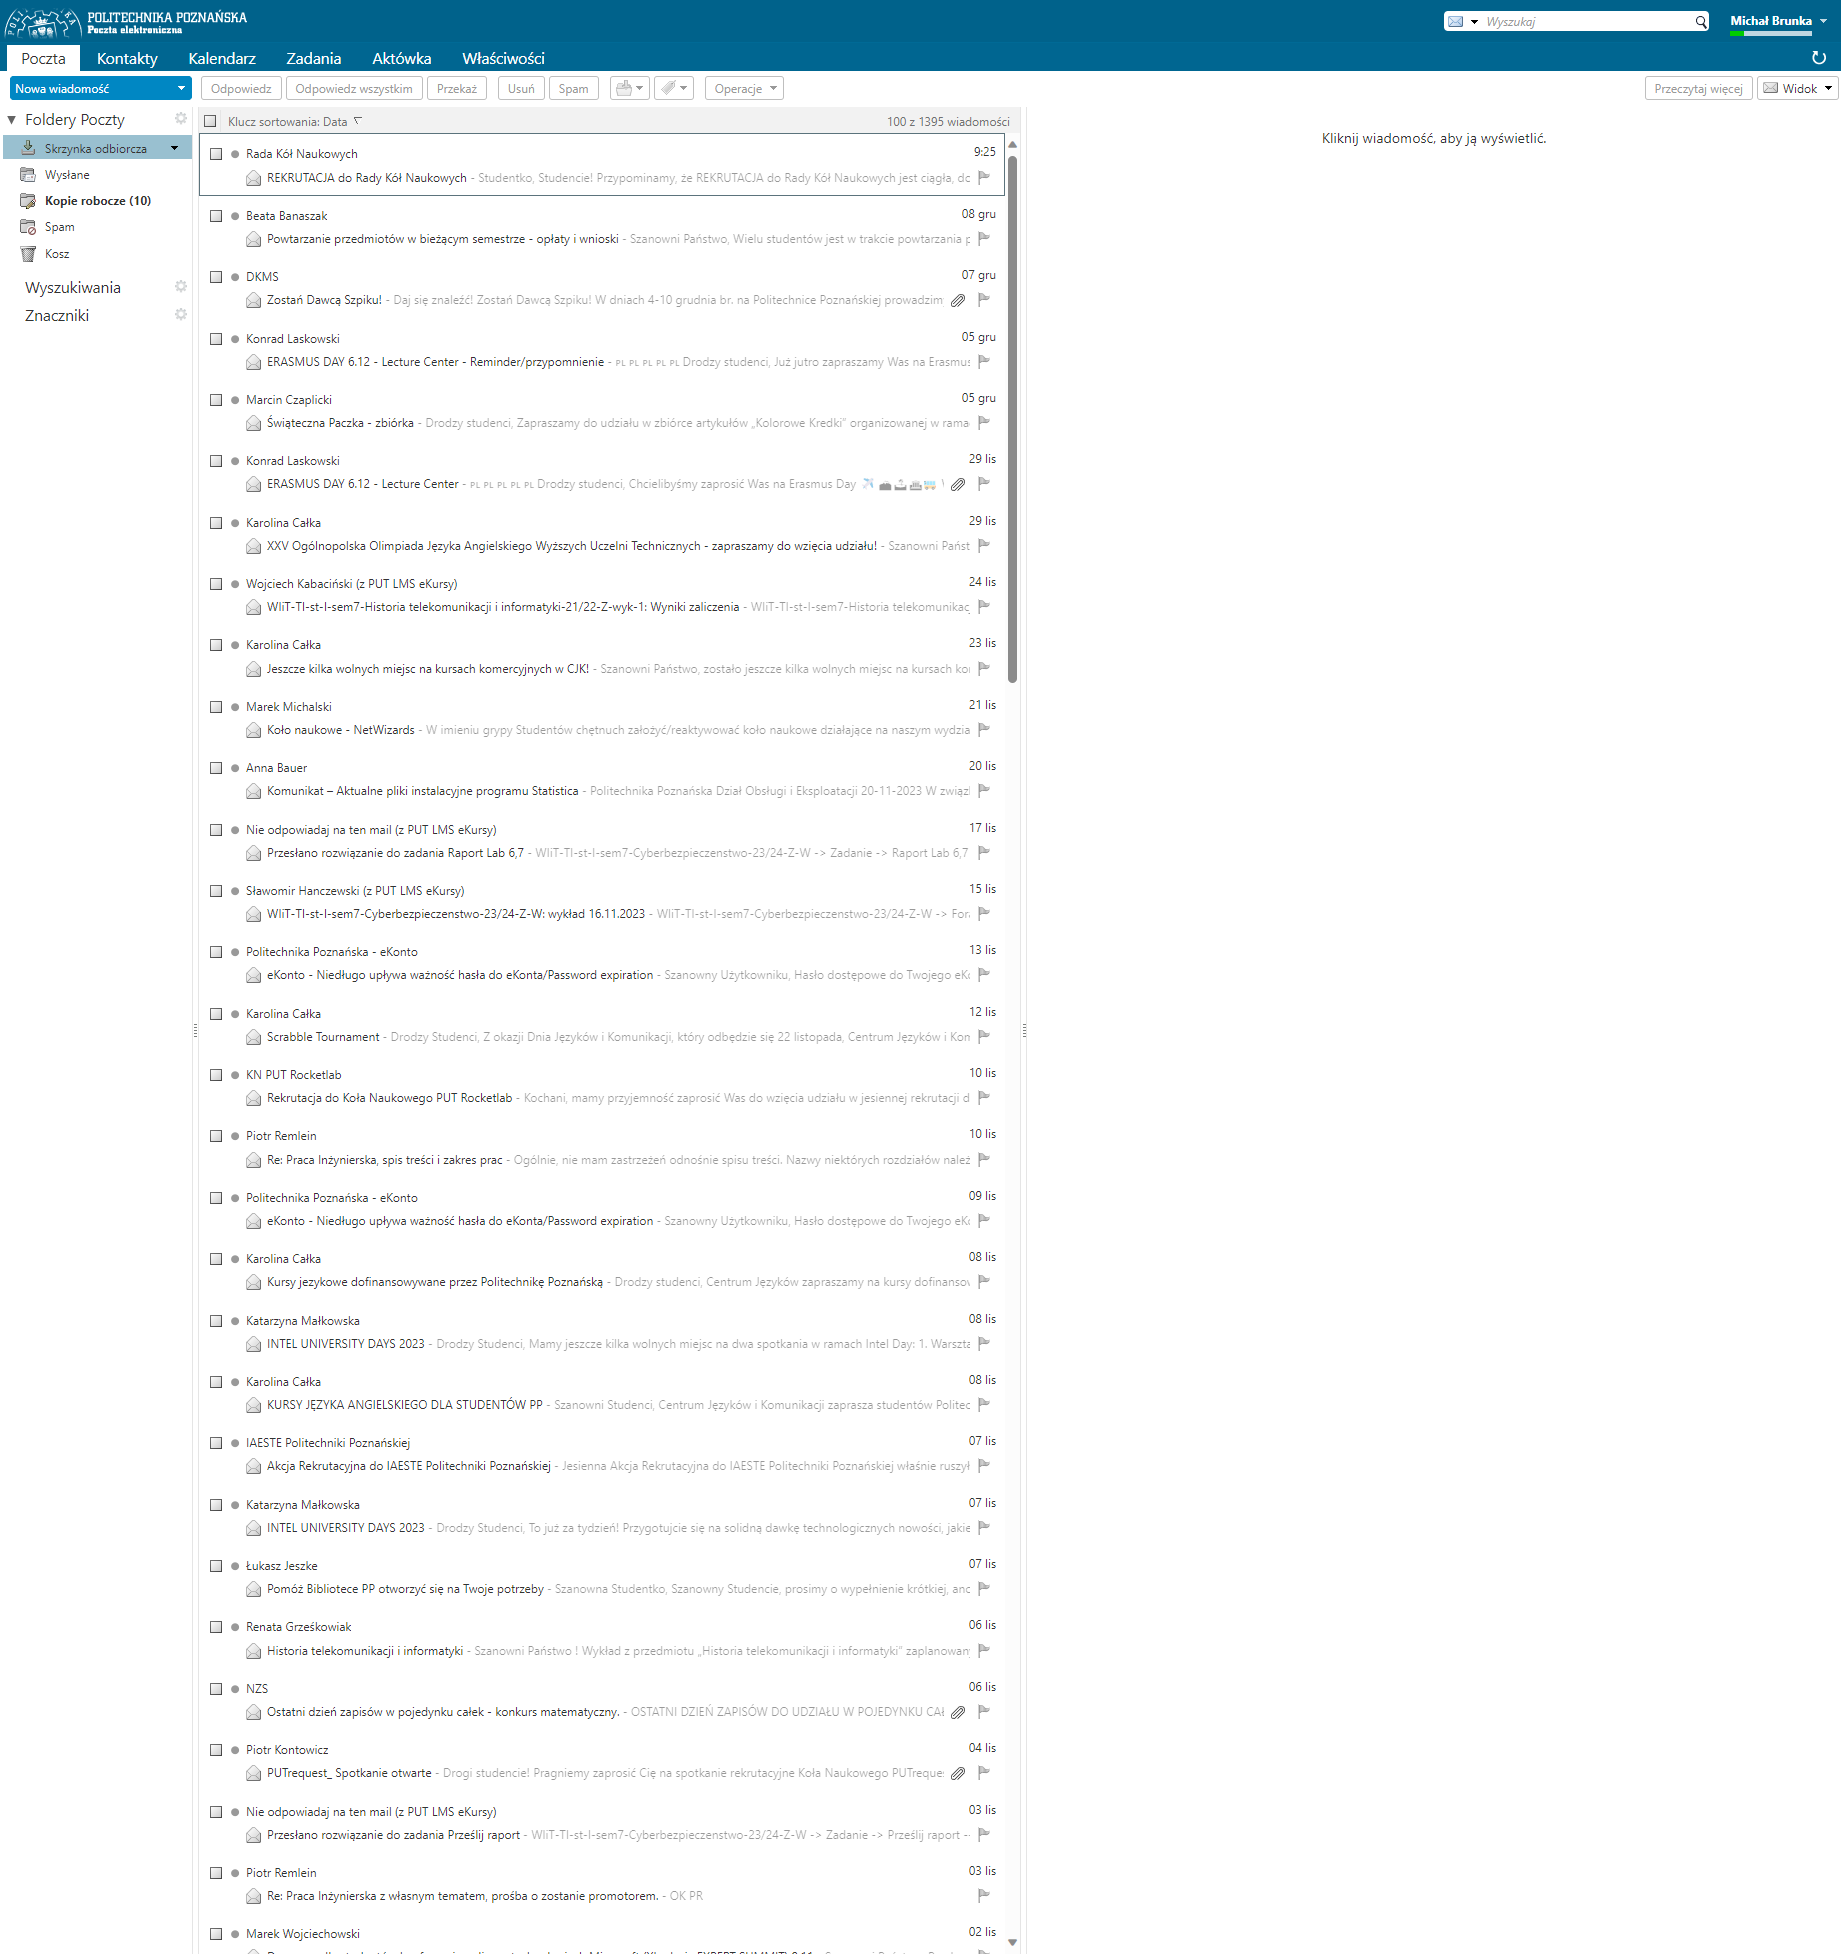 POLITECHNIKA POZNAŃSKA
Poczta elektroniczna
Wyszukaj
Michał Brunka
Poczta Kontakty Kalendarz Zadania Aktówka Właściwości
Nowa wiadomość Odpowiedz Odpowiedz wszystkim Przekaż Usuń Spam Operacje Przeczytaj więcej Widok
Foldery Poczty
Skrzynka odbiorcza
Wysłane
Kopie robocze (10)
Spam
Kosz
Wyszukiwania
Znaczniki
Klucz sortowania: Data 100 z 1395 wiadomości
Rada Kół Naukowych 9:25
REKRUTACJA do Rady Kół Naukowych - Studentko, Studencie! Przypominamy, że REKRUTACJA do Rady Kół Naukowych jest ciągła, dc
Beata Banaszak 08 gru
Powtarzanie przedmiotów w bieżącym semestrze - opłaty i wnioski - Szanowni Państwo, Wielu studentów jest w trakcie powtarzania p
DKMS 07 gru
Zostań Dawcą Szpiku! - Daj się znaleźć! Zostań Dawcą Szpiku! W dniach 4-10 grudnia br. na Politechnice Poznańskiej prowadzim
Konrad Laskowski 05 gru
ERASMUS DAY 6.12 - Lecture Center - Reminder/przypomnienie - PL PL PL PL PL Drodzy studenci, Już jutro zapraszamy Was na Erasmus
Marcin Czaplicki 05 gru
Świąteczna Paczka - zbiórka - Drodzy studenci, Zapraszamy do udziału w zbiórce artykułów „Kolorowe Kredki” organizowanej w rama
Konrad Laskowski 29 lis
ERASMUS DAY 6.12 - Lecture Center - PL PL PL PL PL Drodzy studenci, Chcielibyśmy zaprosić Was na Erasmus Day
Karolina Całka 29 lis
XXV Ogólnopolska Olimpiada Języka Angielskiego Wyższych Uczelni Technicznych - zapraszamy do wzięcia udziału! - Szanowni Państ
Wojciech Kabaciński (z PUT LMS eKursy) 24 lis
WIiT-TI-st-I-sem7-Historia telekomunikacji i informatyki-21/22-Z-wyk-1: Wyniki zaliczenia - WIiT-TI-st-I-sem7-Historia telekomunikac
Karolina Całka 23 lis
Jeszcze kilka wolnych miejsc na kursach komercyjnych w CJK! - Szanowni Państwo, zostało jeszcze kilka wolnych miejsc na kursach ko
Marek Michalski 21 lis
Koło naukowe - NetWizards - W imieniu grypy Studentów chętnuch założyć/reaktywować koło naukowe działające na naszym wydzia
Anna Bauer 20 lis
Komunikat – Aktualne pliki instalacyjne programu Statistica - Politechnika Poznańska Dział Obsługi i Eksploatacji 20-11-2023 W związ
Nie odpowiadaj na ten mail (z PUT LMS eKursy) 17 lis
Przesłano rozwiązanie do zadania Raport Lab 6,7 - WIiT-TI-st-I-sem7-Cyberbezpieczenstwo-23/24-Z-W -> Zadanie -> Raport Lab 6,7
Sławomir Hanczewski (z PUT LMS eKursy) 15 lis
WIiT-TI-st-I-sem7-Cyberbezpieczenstwo-23/24-Z-W: wykład 16.11.2023 - WIiT-TI-st-I-sem7-Cyberbezpieczenstwo-23/24-Z-W -> For
Politechnika Poznańska - eKonto 13 lis
eKonto - Niedługo upływa ważność hasła do eKonta/Password expiration - Szanowny Użytkowniku, Hasło dostępowe do Twojego eK
Karolina Całka 12 lis
Scrabble Tournament - Drodzy Studenci, Z okazji Dnia Języków i Komunikacji, który odbędzie się 22 listopada, Centrum Języków i Kom
KN PUT Rocketlab 10 lis
Rekrutacja do Koła Naukowego PUT Rocketlab - Kochani, mamy przyjemność zaprosić Was do wzięcia udziału w jesiennej rekrutacji d
Piotr Remlein 10 lis
Re: Praca Inżynierska, spis treści i zakres prac - Ogólnie, nie mam zastrzeżeń odnośnie spisu treści. Nazwy niektórych rozdziałów należ
Politechnika Poznańska - eKonto 09 lis
eKonto - Niedługo upływa ważność hasła do eKonta/Password expiration - Szanowny Użytkowniku, Hasło dostępowe do Twojego eK
Karolina Całka 08 lis
Kursy jezykowe dofinansowywane przez Politechnikę Poznańską - Drodzy studenci, Centrum Języków zapraszamy na kursy dofinanso
Katarzyna Małkowska 08 lis
INTEL UNIVERSITY DAYS 2023 - Drodzy Studenci, Mamy jeszcze kilka wolnych miejsc na dwa spotkania w ramach Intel Day: 1. Warszta
Karolina Całka 08 lis
KURSY JĘZYKA ANGIELSKIEGO DLA STUDENTÓW PP - Szanowni Studenci, Centrum Języków i Komunikacji zaprasza studentów Politec
IAESTE Politechniki Poznańskiej 07 lis
Akcja Rekrutacyjna do IAESTE Politechniki Poznańskiej - Jesienna Akcja Rekrutacyjna do IAESTE Politechniki Poznańskiej właśnie ruszył
Katarzyna Małkowska 07 lis
INTEL UNIVERSITY DAYS 2023 - Drodzy Studenci, To już za tydzień! Przygotujcie się na solidną dawkę technologicznych nowości, jakie
Łukasz Jeszke 07 lis
Pomóż Bibliotece PP otworzyć się na Twoje potrzeby - Szanowna Studentko, Szanowny Studencie, prosimy o wypełnienie krótkiej, ano
Renata Grześkowiak 06 lis
Historia telekomunikacji i informatyki - Szanowni Państwo ! Wykład z przedmiotu „Historia telekomunikacji i informatyki” zaplanowan
NZS 06 lis
Ostatni dzień zapisów w pojedynku całek - konkurs matematyczny. - OSTATNI DZIEŃ ZAPISÓW DO UDZIAŁU W POJEDYNKU CAŁ
Piotr Kontowicz 04 lis
PUTrequest_ Spotkanie otwarte - Drogi studencie! Pragniemy zaprosić Cię na spotkanie rekrutacyjne Koła Naukowego PUTreques
Nie odpowiadaj na ten mail (z PUT LMS eKursy) 03 lis
Przesłano rozwiązanie do zadania Prześlij raport - WIiT-TI-st-I-sem7-Cyberbezpieczenstwo-23/24-Z-W -> Zadanie -> Prześlij raport -
Piotr Remlein 03 lis
Re: Praca Inżynierska z własnym tematem, prośba o zostanie promotorem. - OK PR
Marek Wojciechowski 02 lis
Kliknij wiadomość, aby ją wyświetlić.